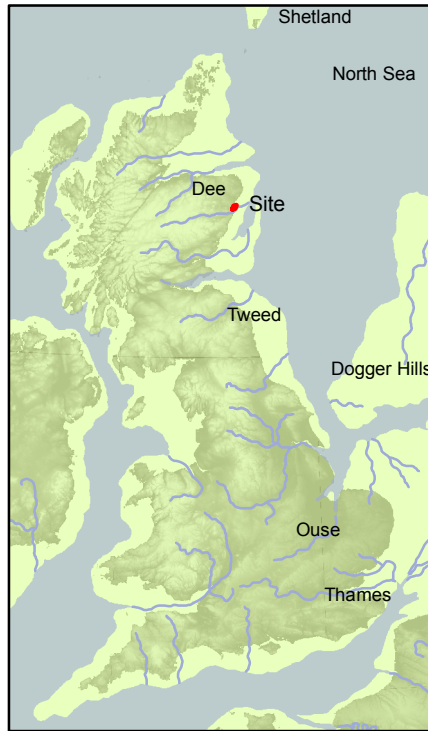 Shetland
North Sea
Dee
Site
Tweed
Dogger Hills
Ouse
Thames